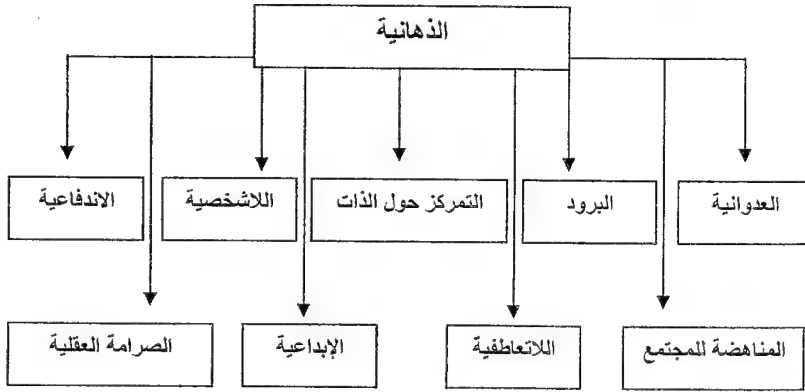 الذهانية
العدوانية
البرود
التمركز حول الذات
اللاشخصية
الاندفاعية
المناهضة للمجتمع
اللاتعاطفية
الإبداعية
الصرامة العقلية